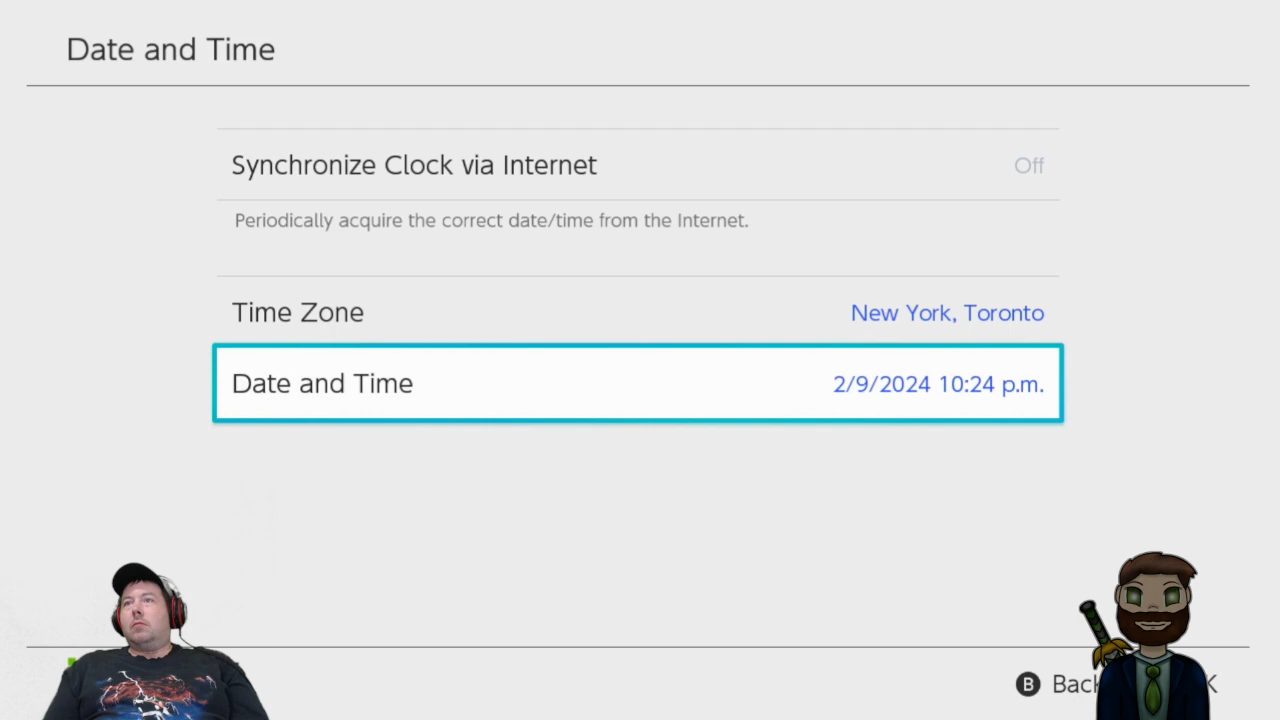 Date and Time
Synchronize Clock via Internet Off
Periodically acquire the correct date/time from the Internet.
Time Zone New York, Toronto
Date and Time 2/9/2024 10:24 p.m.
B Back